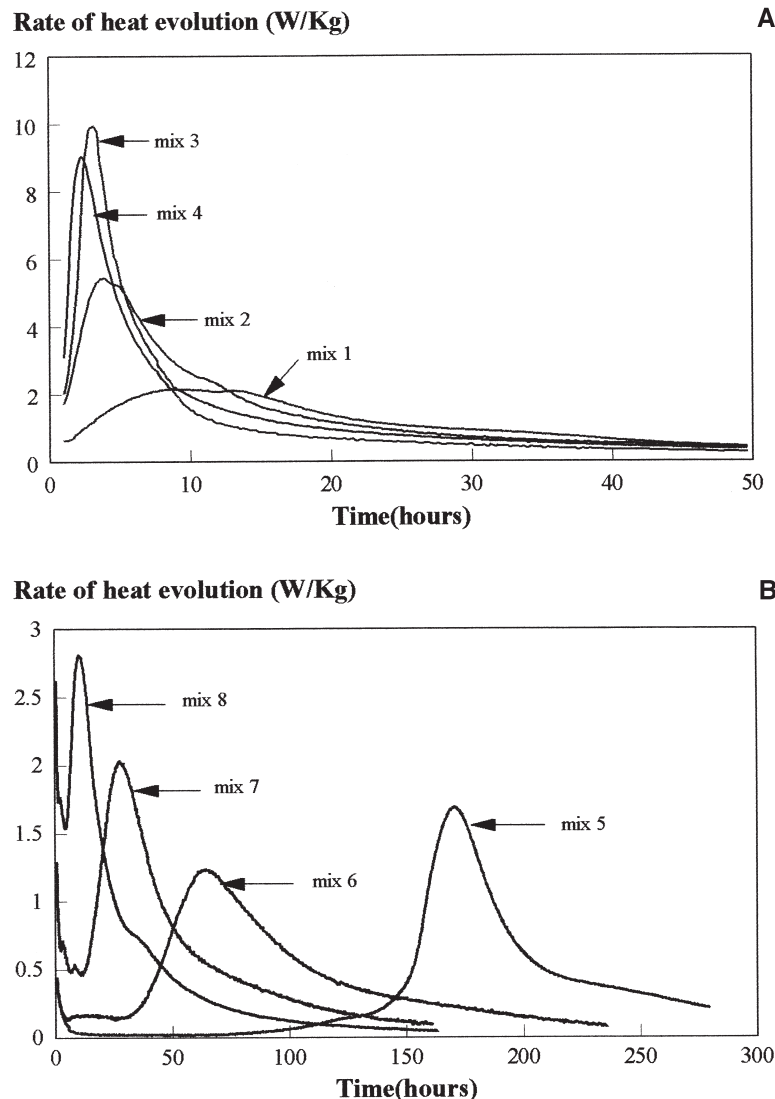 Rate of heat evolution (W/Kg)
A
12
10
8
6
4
2
0
mix 3
mix 4
mix 2
mix 1
0 10 20 30 40 50
Time(hours)
Rate of heat evolution (W/Kg)
B
3
2.5
2
1.5
1
0.5
0
mix 8
mix 7
mix 5
mix 6
0 50 100 150 200 250 300
Time(hours)